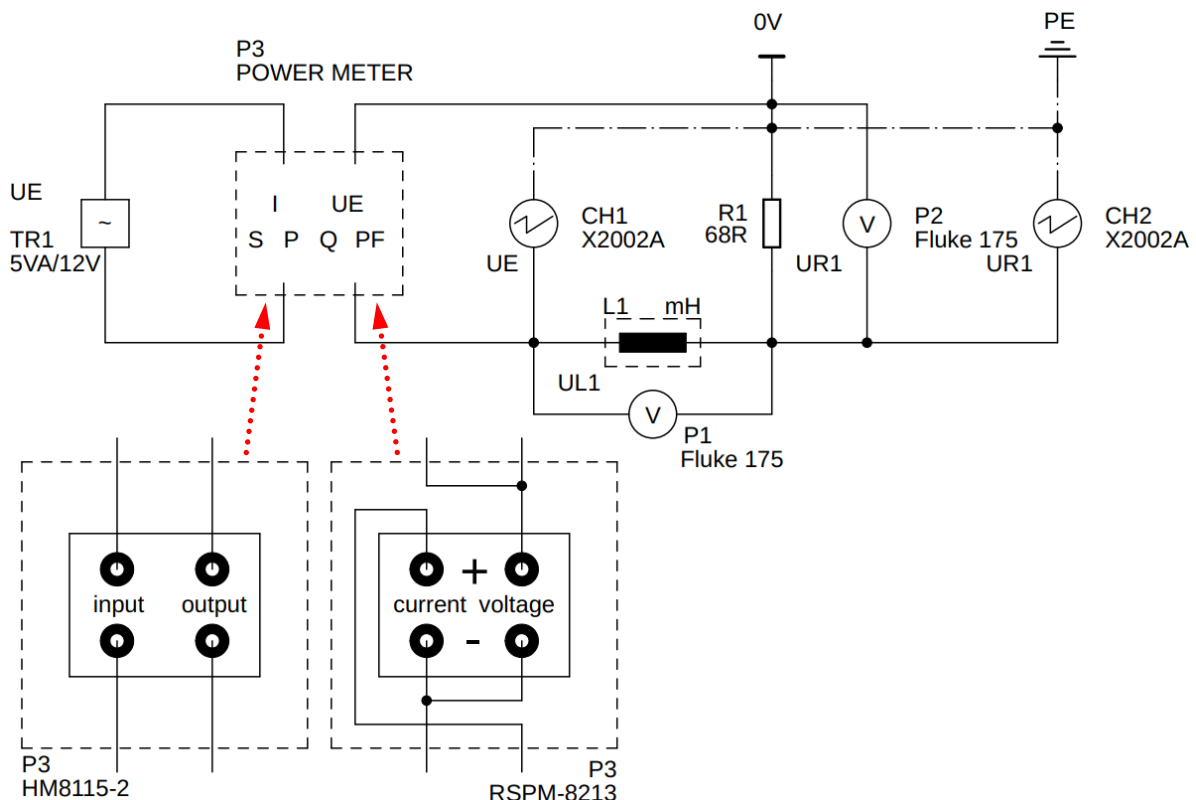 0V
PE
P3
POWER METER
UE
TR1
5VA/12V
~
I UE
S P Q PF
CH1
X2002A
UE
R1
68R
UR1
V
P2
Fluke 175
UR1
CH2
X2002A
L1 mH
UL1
V
P1
Fluke 175
input output
P3
HM8115-2
+
current voltage
-
P3
RSPM-8213